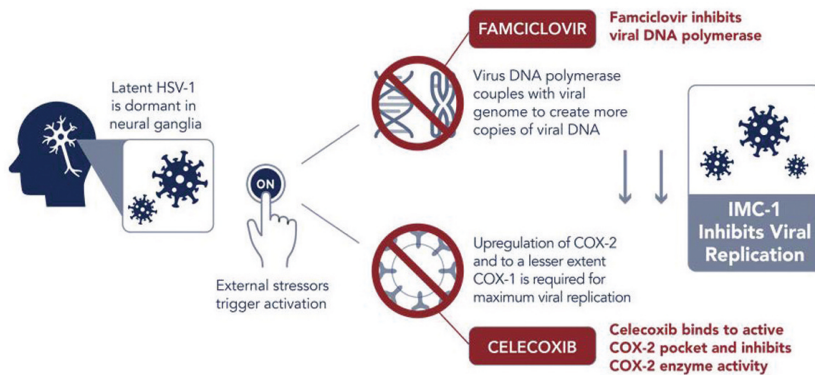 Latent HSV-1
is dormant in
neural ganglia
ON
External stressors
trigger activation
FAMCICLOVIR
Famciclovir inhibits
viral DNA polymerase
Virus DNA polymerase
couples with viral
genome to create more
copies of viral DNA
Upregulation of COX-2
and to a lesser extent
COX-1 is required for
maximum viral replication
CELECOXIB
Celecoxib binds to active
COX-2 pocket and inhibits
COX-2 enzyme activity
IMC-1
Inhibits Viral
Replication